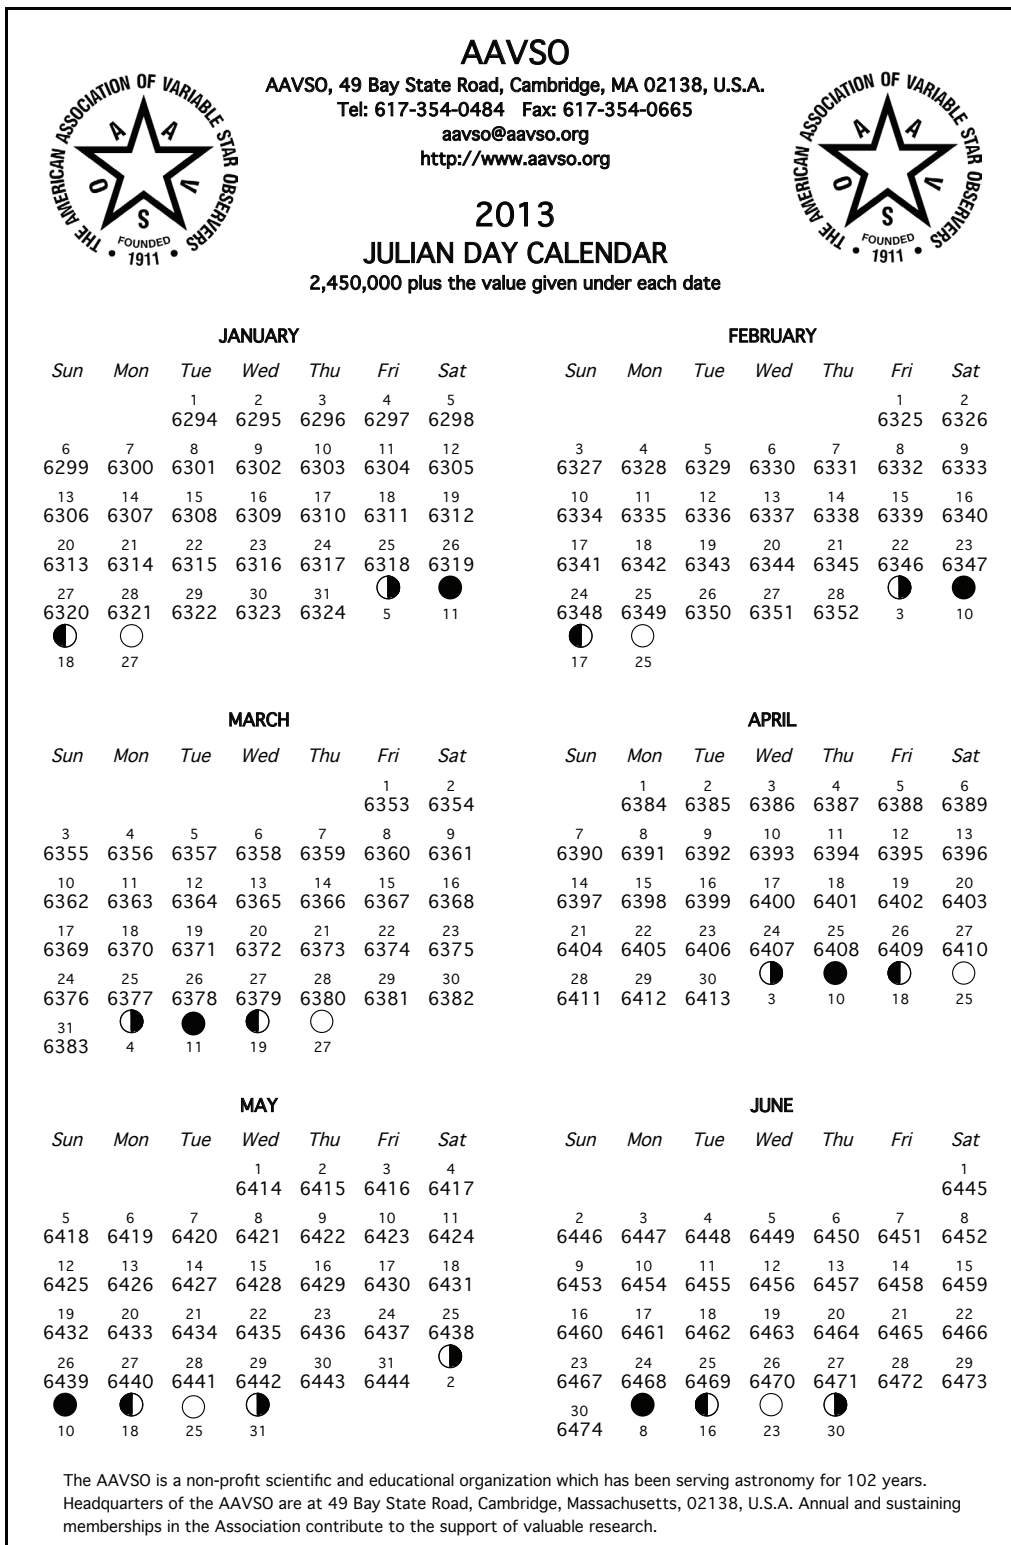 AAVSO
AAVSO, 49 Bay State Road, Cambridge, MA 02138, U.S.A.
Tel: 617-354-0484 Fax: 617-354-0665
aavso@aavso.org
http://www.aavso.org
THE AMERICAN ASSOCIATION OF VARIABLE STAR OBSERVERS
A A V S O
FOUNDED
• 1911 •
THE AMERICAN ASSOCIATION OF VARIABLE STAR OBSERVERS
A A V S O
FOUNDED
• 1911 •
2013
JULIAN DAY CALENDAR
2,450,000 plus the value given under each date
JANUARY
Sun Mon Tue Wed Thu Fri Sat
1 2 3 4 5
6294 6295 6296 6297 6298
6 7 8 9 10 11 12
6299 6300 6301 6302 6303 6304 6305
13 14 15 16 17 18 19
6306 6307 6308 6309 6310 6311 6312
20 21 22 23 24 25 26
6313 6314 6315 6316 6317 6318 6319
27 28 29 30 31
6320 6321 6322 6323 6324 5 11
18 27
FEBRUARY
Sun Mon Tue Wed Thu Fri Sat
1 2
6325 6326
3 4 5 6 7 8 9
6327 6328 6329 6330 6331 6332 6333
10 11 12 13 14 15 16
6334 6335 6336 6337 6338 6339 6340
17 18 19 20 21 22 23
6341 6342 6343 6344 6345 6346 6347
24 25 26 27 28
6348 6349 6350 6351 6352 3 10
17 25
MARCH
Sun Mon Tue Wed Thu Fri Sat
1 2
6353 6354
3 4 5 6 7 8 9
6355 6356 6357 6358 6359 6360 6361
10 11 12 13 14 15 16
6362 6363 6364 6365 6366 6367 6368
17 18 19 20 21 22 23
6369 6370 6371 6372 6373 6374 6375
24 25 26 27 28 29 30
6376 6377 6378 6379 6380 6381 6382
31
6383 4 11 19 27
APRIL
Sun Mon Tue Wed Thu Fri Sat
1 2 3 4 5 6
6384 6385 6386 6387 6388 6389
7 8 9 10 11 12 13
6390 6391 6392 6393 6394 6395 6396
14 15 16 17 18 19 20
6397 6398 6399 6400 6401 6402 6403
21 22 23 24 25 26 27
6404 6405 6406 6407 6408 6409 6410
28 29 30
6411 6412 6413 3 10 18 25
MAY
Sun Mon Tue Wed Thu Fri Sat
1 2 3 4
6414 6415 6416 6417
5 6 7 8 9 10 11
6418 6419 6420 6421 6422 6423 6424
12 13 14 15 16 17 18
6425 6426 6427 6428 6429 6430 6431
19 20 21 22 23 24 25
6432 6433 6434 6435 6436 6437 6438
26 27 28 29 30 31
6439 6440 6441 6442 6443 6444 2
10 18 25 31
JUNE
Sun Mon Tue Wed Thu Fri Sat
1
6445
2 3 4 5 6 7 8
6446 6447 6448 6449 6450 6451 6452
9 10 11 12 13 14 15
6453 6454 6455 6456 6457 6458 6459
16 17 18 19 20 21 22
6460 6461 6462 6463 6464 6465 6466
23 24 25 26 27 28 29
6467 6468 6469 6470 6471 6472 6473
30
6474 8 16 23 30
The AAVSO is a non-profit scientific and educational organization which has been serving astronomy for 102 years.
Headquarters of the AAVSO are at 49 Bay State Road, Cambridge, Massachusetts, 02138, U.S.A. Annual and sustaining
memberships in the Association contribute to the support of valuable research.